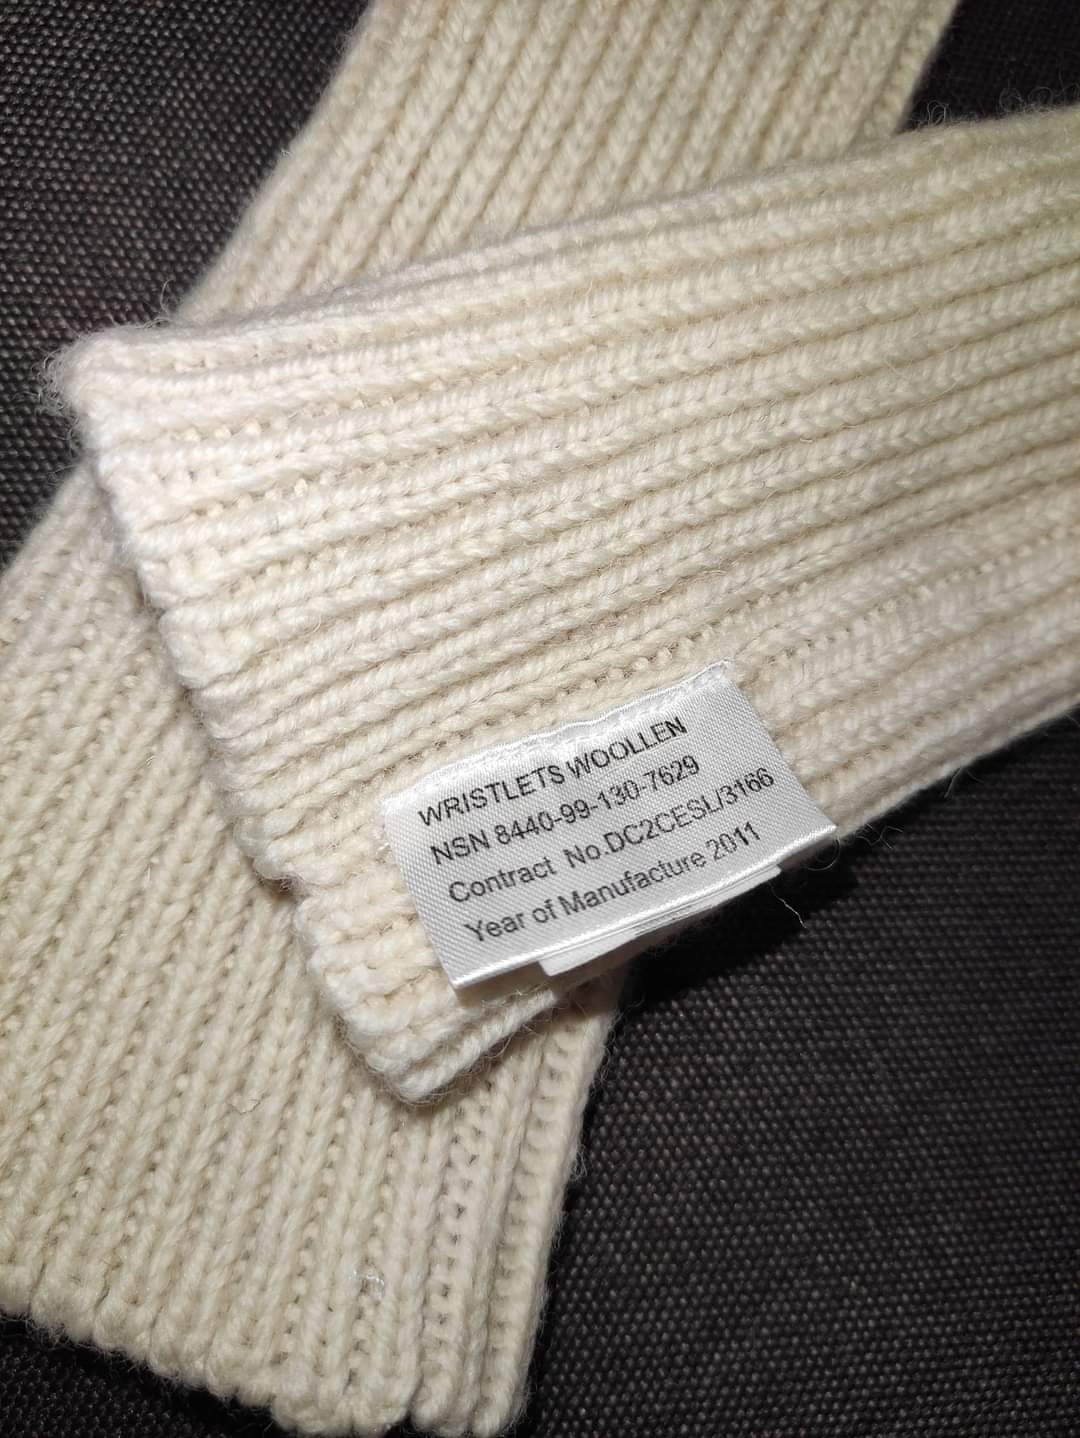 WRISTLETS WOOLLEN
NSN 8440-99-130-7629
Contract No.DC2CESL/3166
Year of Manufacture 2011